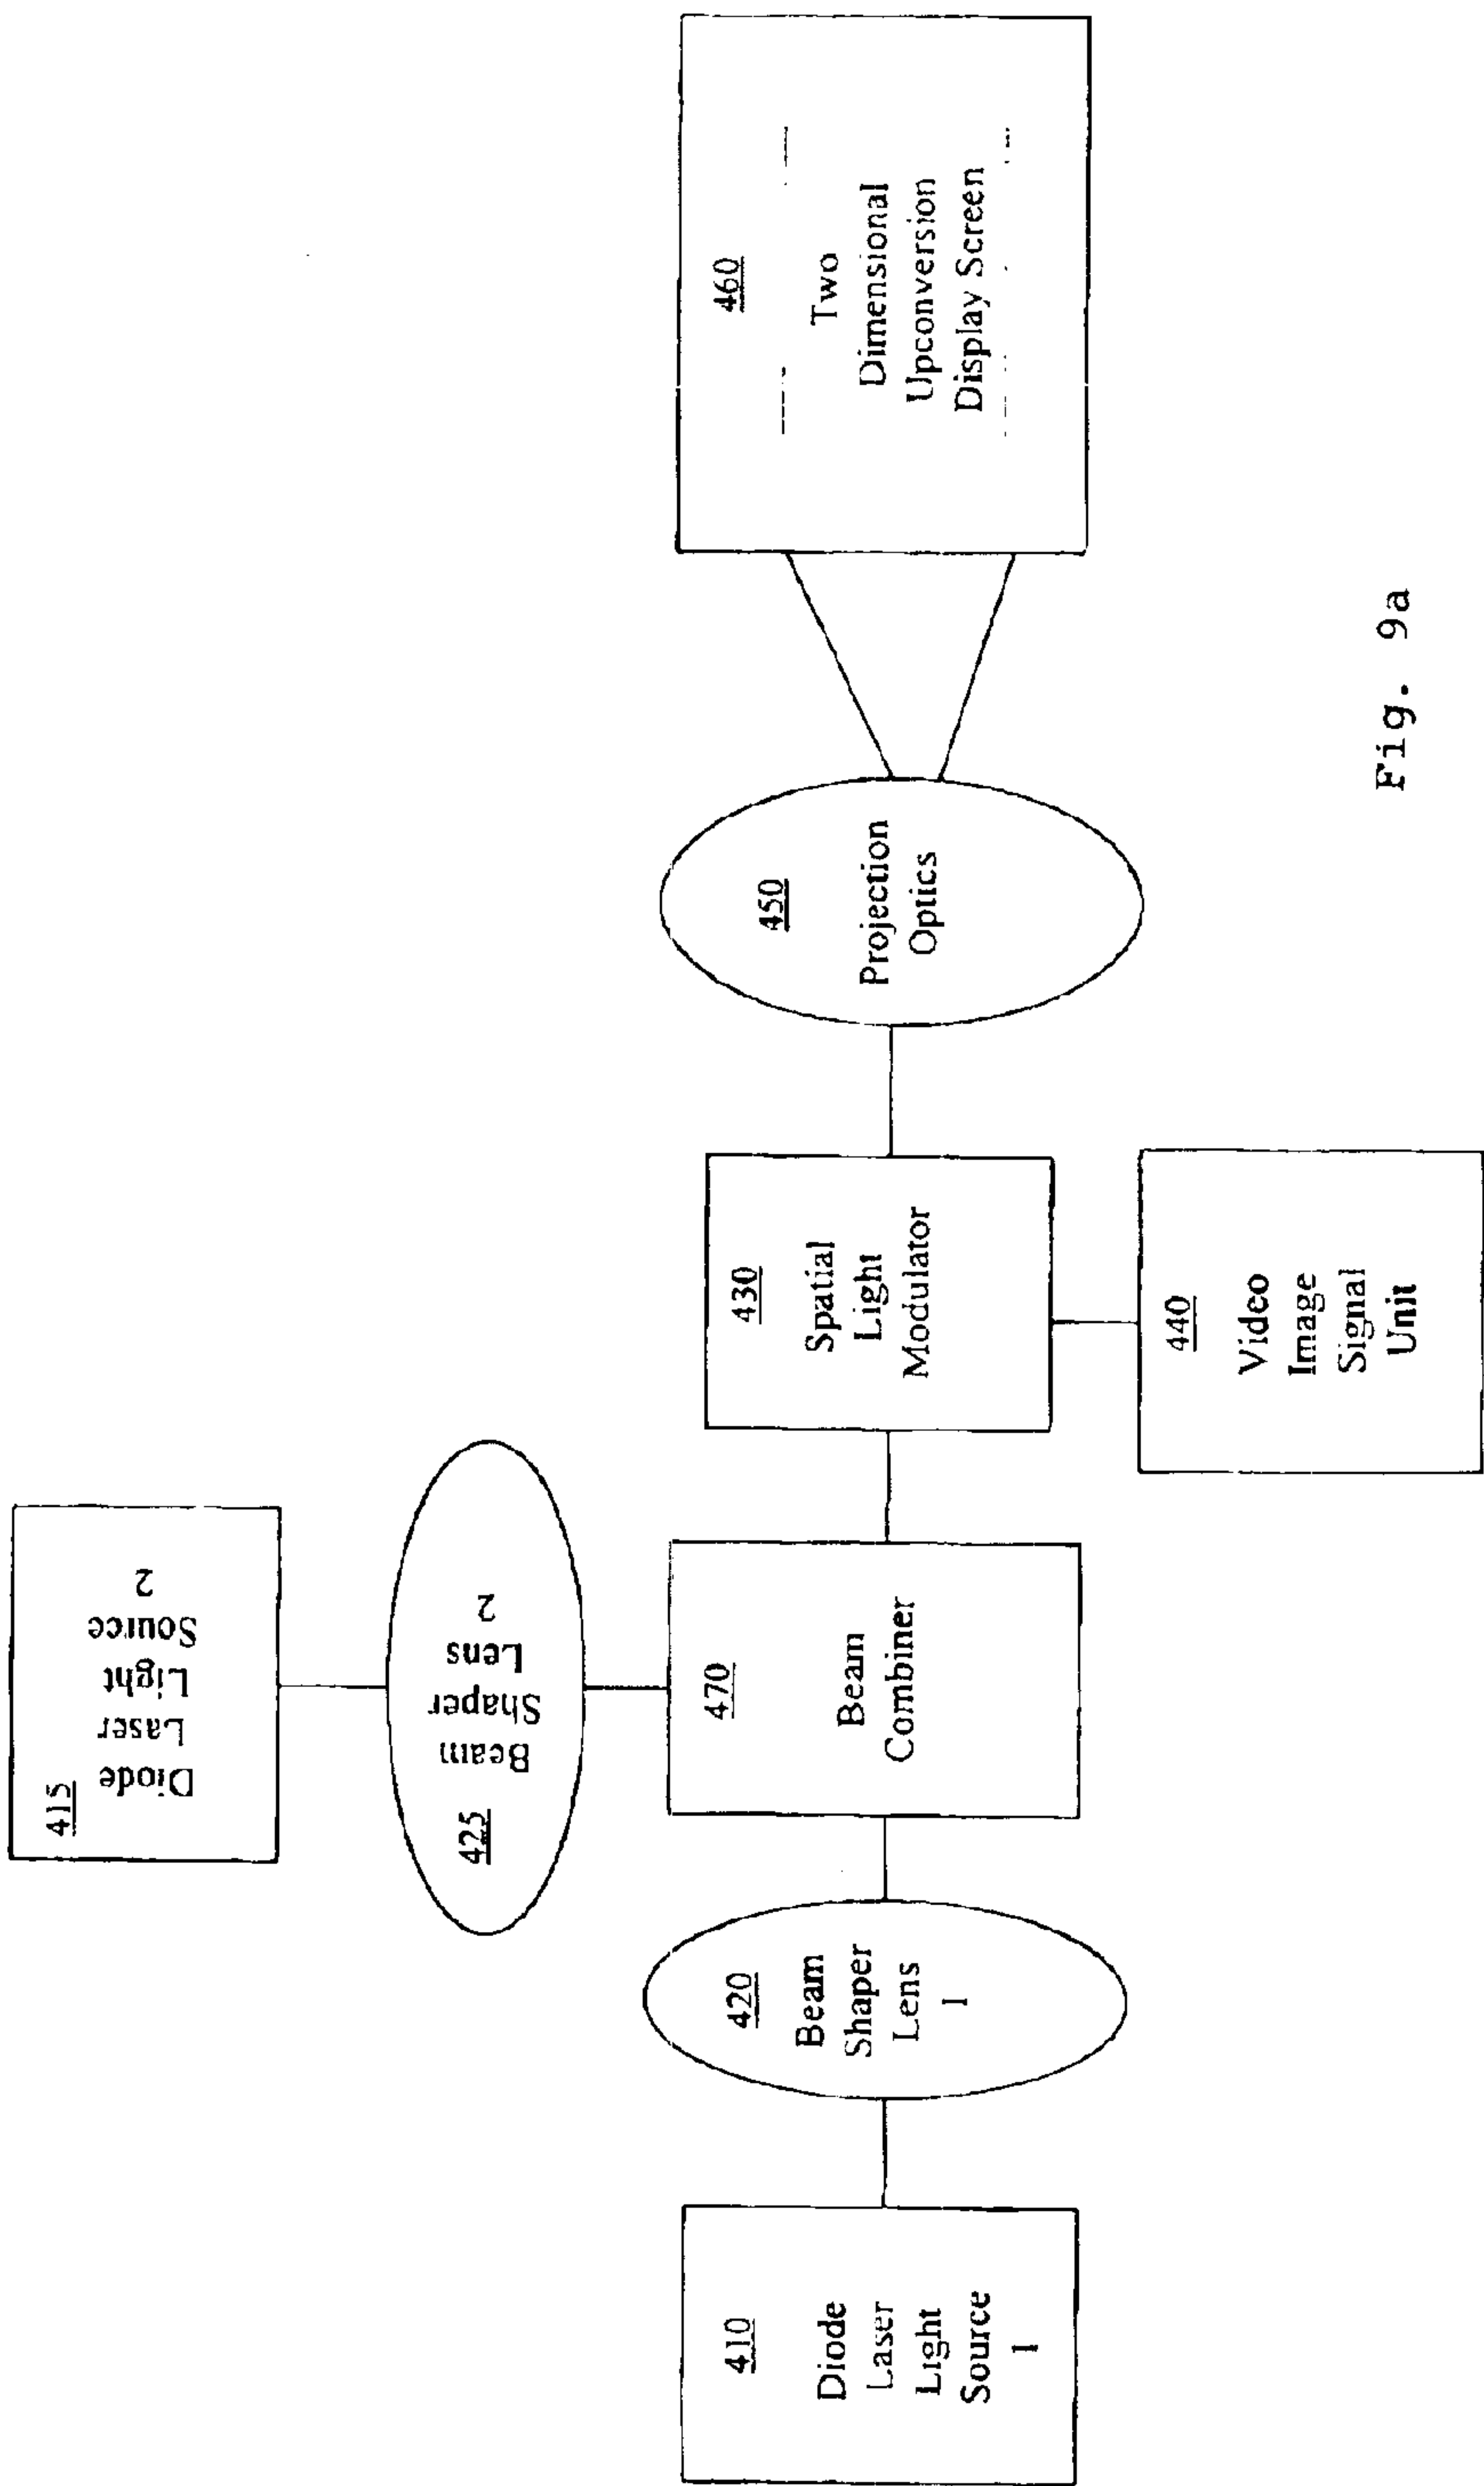 415
Diode
Laser
Light
Source
2
425
Beam
Shaper
Lens
2
410
Diode
Laser
Light
Source
1
420
Beam
Shaper
Lens
1
470
Beam
Combiner
430
Spatial
Light
Modulator
440
Video
Image
Signal
Unit
450
Projection
Optics
460
Two
Dimensional
Upconversion
Display Screen
Fig. 9a